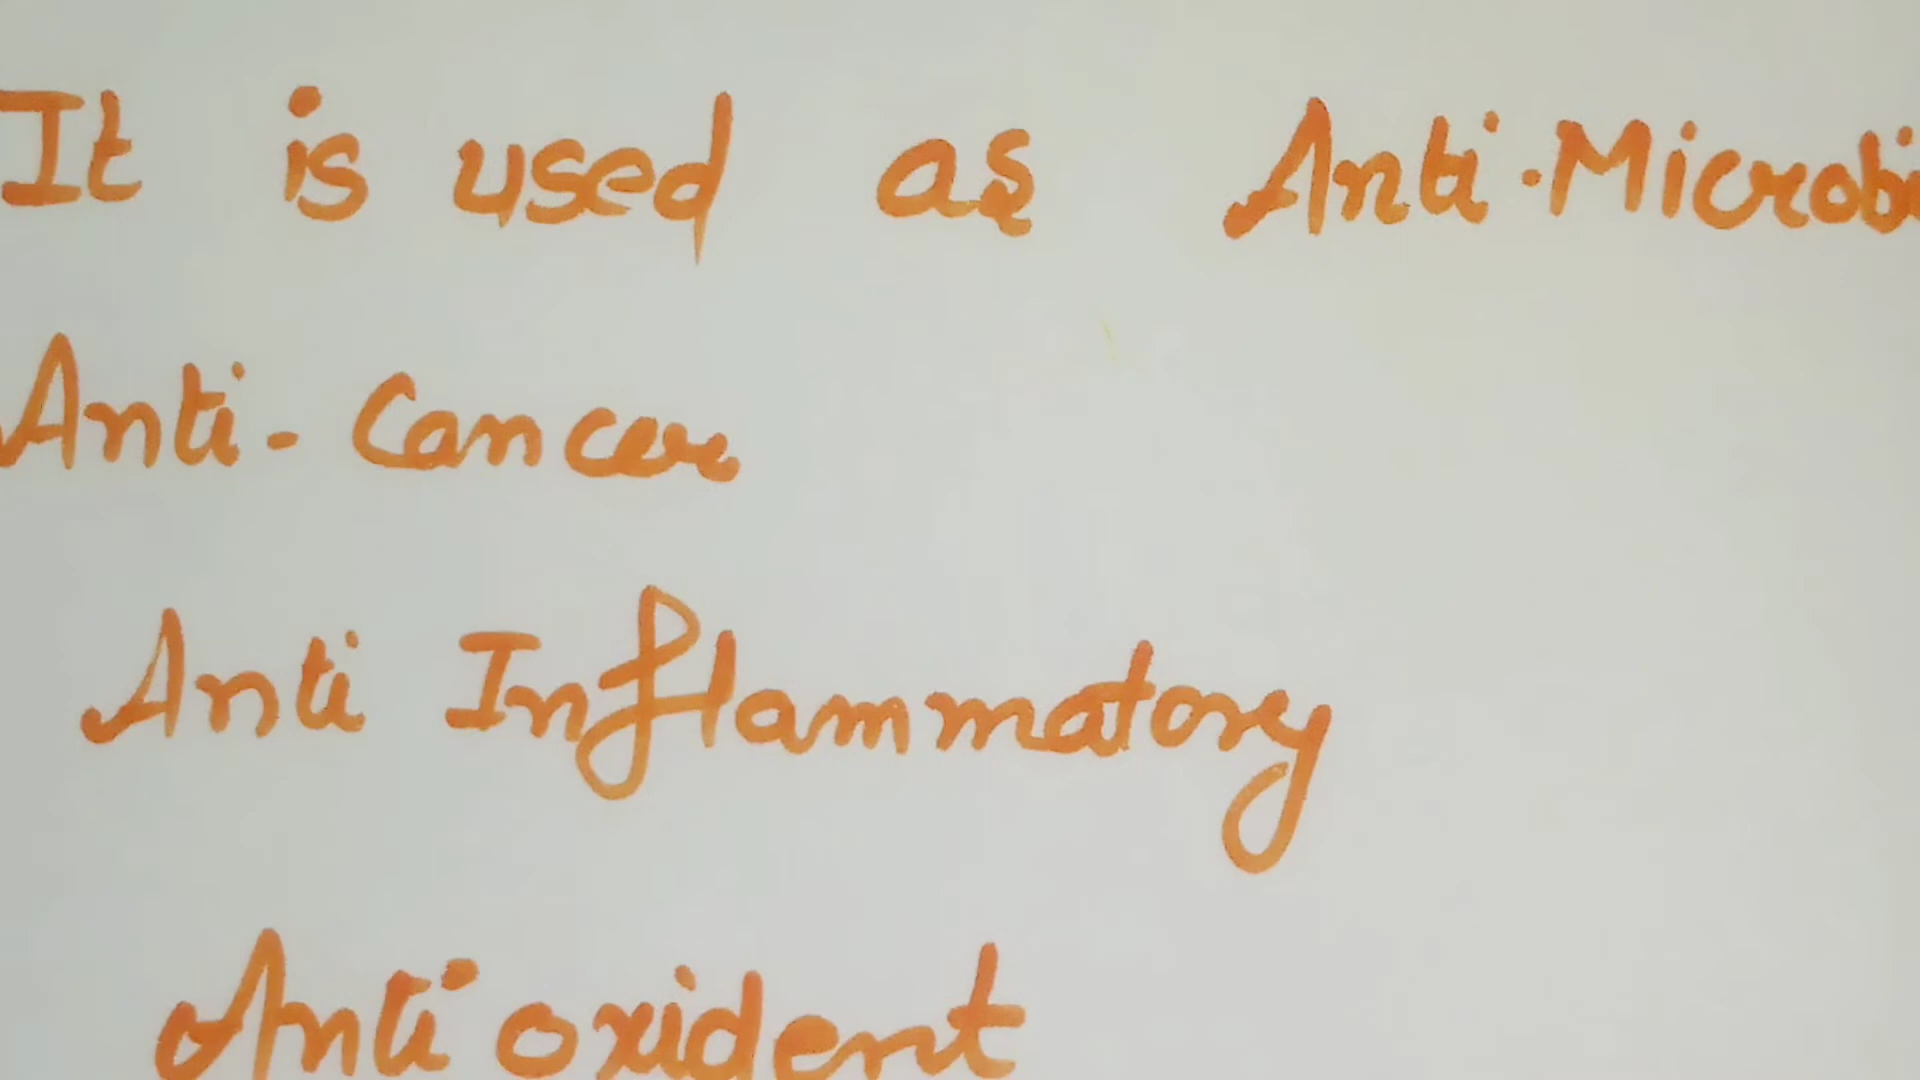 It is used as Anti-Microbi
Anti-Cancer
Anti Inflammatory
Anti oxident